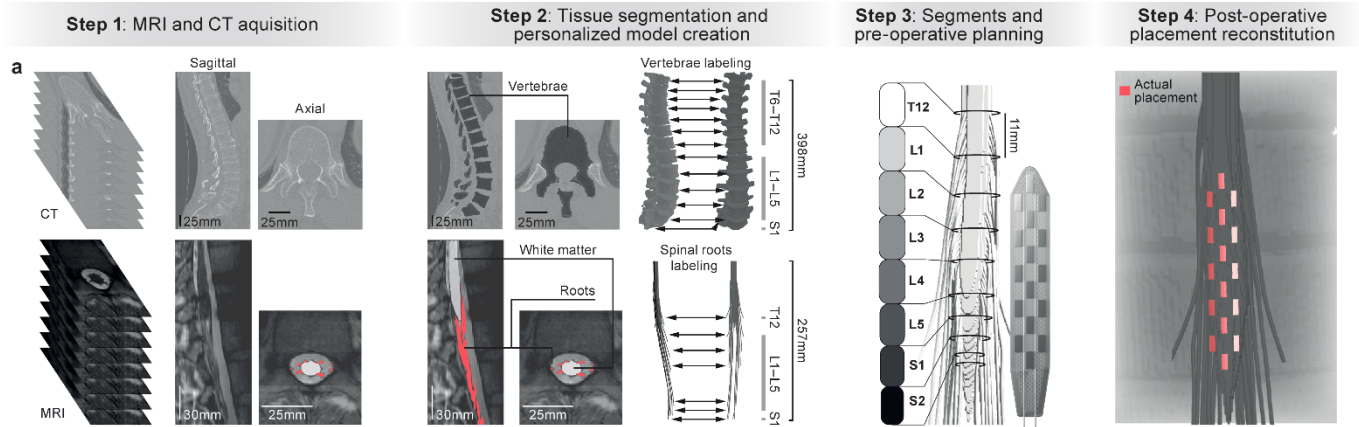 Step 1: MRI and CT aquisition
Step 2: Tissue segmentation and
personalized model creation
Step 3: Segments and
pre-operative planning
Step 4: Post-operative
placement reconstitution
a
Sagittal
Axial
CT
25mm
25mm
MRI
30mm
25mm
Vertebrae
25mm
25mm
White matter
Roots
30mm
25mm
Vertebrae labeling
T6–T12
L1–L5
S1
398mm
Spinal roots
labeling
T12
L1–L5
S1
257mm
T12
L1
L2
L3
L4
L5
S1
S2
11mm
Actual
placement